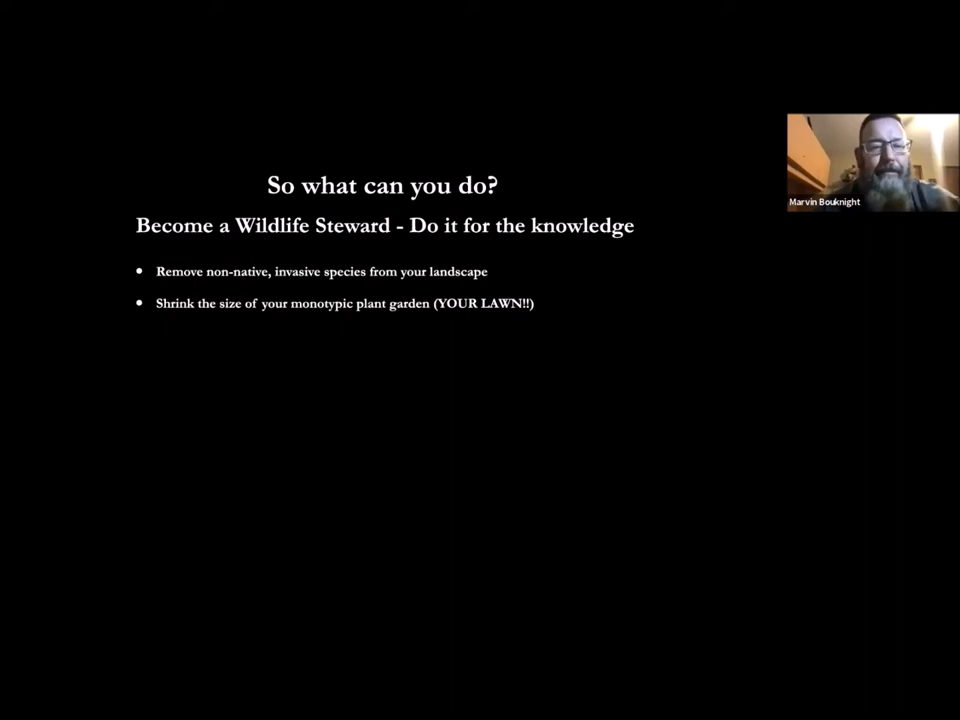 So what can you do?
Become a Wildlife Steward - Do it for the knowledge
• Remove non-native, invasive species from your landscape
• Shrink the size of your monotypic plant garden (YOUR LAWN!!)
Marvin Bouknight